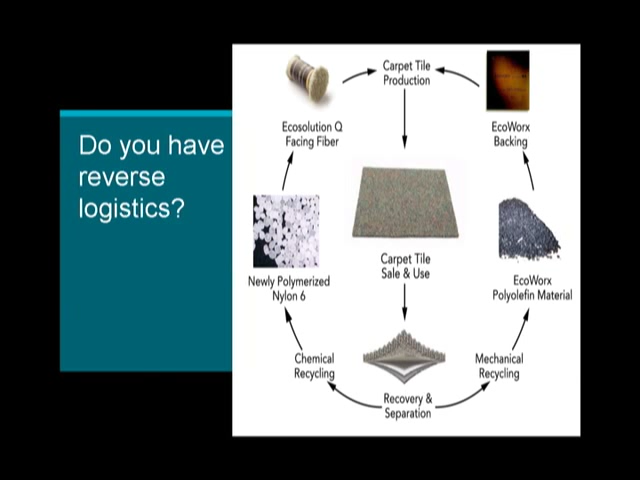 Do you have
reverse
logistics?
Carpet Tile
Production
Ecosolution Q
Facing Fiber
EcoWorx
Backing
Carpet Tile
Sale & Use
Newly Polymerized
Nylon 6
EcoWorx
Polyolefin Material
Chemical
Recycling
Mechanical
Recycling
Recovery &
Separation